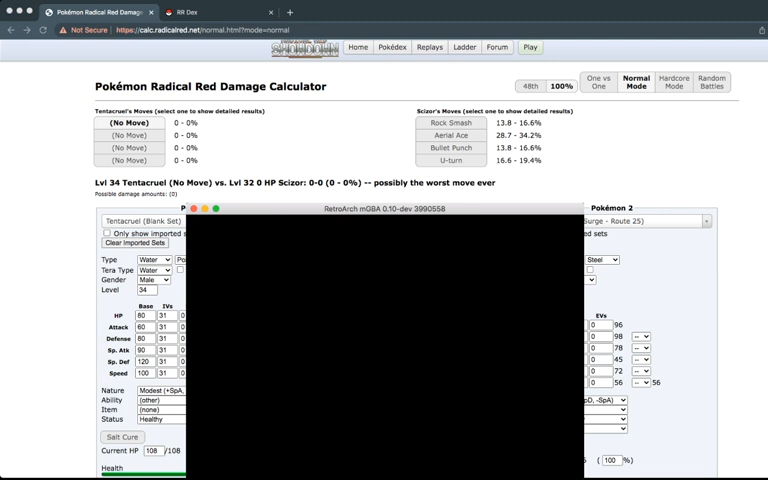 Pokémon Radical Red Damage
RR Dex
Not Secure
https://calc.radicalred.net/normal.html?mode=normal
SHOWDOWN
Home
Pokédex
Replays
Ladder
Forum
Play
Pokémon Radical Red Damage Calculator
48th
100%
One vs One
Normal Mode
Hardcore Mode
Random Battles
Tentacruel's Moves (select one to show detailed results)
(No Move) 0 - 0%
(No Move) 0 - 0%
(No Move) 0 - 0%
(No Move) 0 - 0%
Scizor's Moves (select one to show detailed results)
Rock Smash 13.8 - 16.6%
Aerial Ace 28.7 - 34.2%
Bullet Punch 13.8 - 16.6%
U-turn 16.6 - 19.4%
Lvl 34 Tentacruel (No Move) vs. Lvl 32 0 HP Scizor: 0-0 (0 - 0%) -- possibly the worst move ever
Possible damage amounts: (0)
RetroArch mGBA 0.10-dev 3990558
P
Pokémon 2
Tentacruel (Blank Set)
Surge - Route 25)
Only show imported s
ed sets
Clear Imported Sets
Type Water Poi
Steel
Tera Type Water
Gender Male
Level 34
Base IVs
EVs
HP 80 31 0
0 96
Attack 60 31 0
0 98 --
Defense 80 31 0
0 78 --
Sp. Atk 90 31 0
0 45 --
Sp. Def 120 31 0
0 72 --
Speed 100 31 0
0 56 -- 56
Nature Modest (+SpA,
pD, -SpA)
Ability (other)
Item (none)
Status Healthy
Salt Cure
Current HP 108 /108
( 100 %)
Health